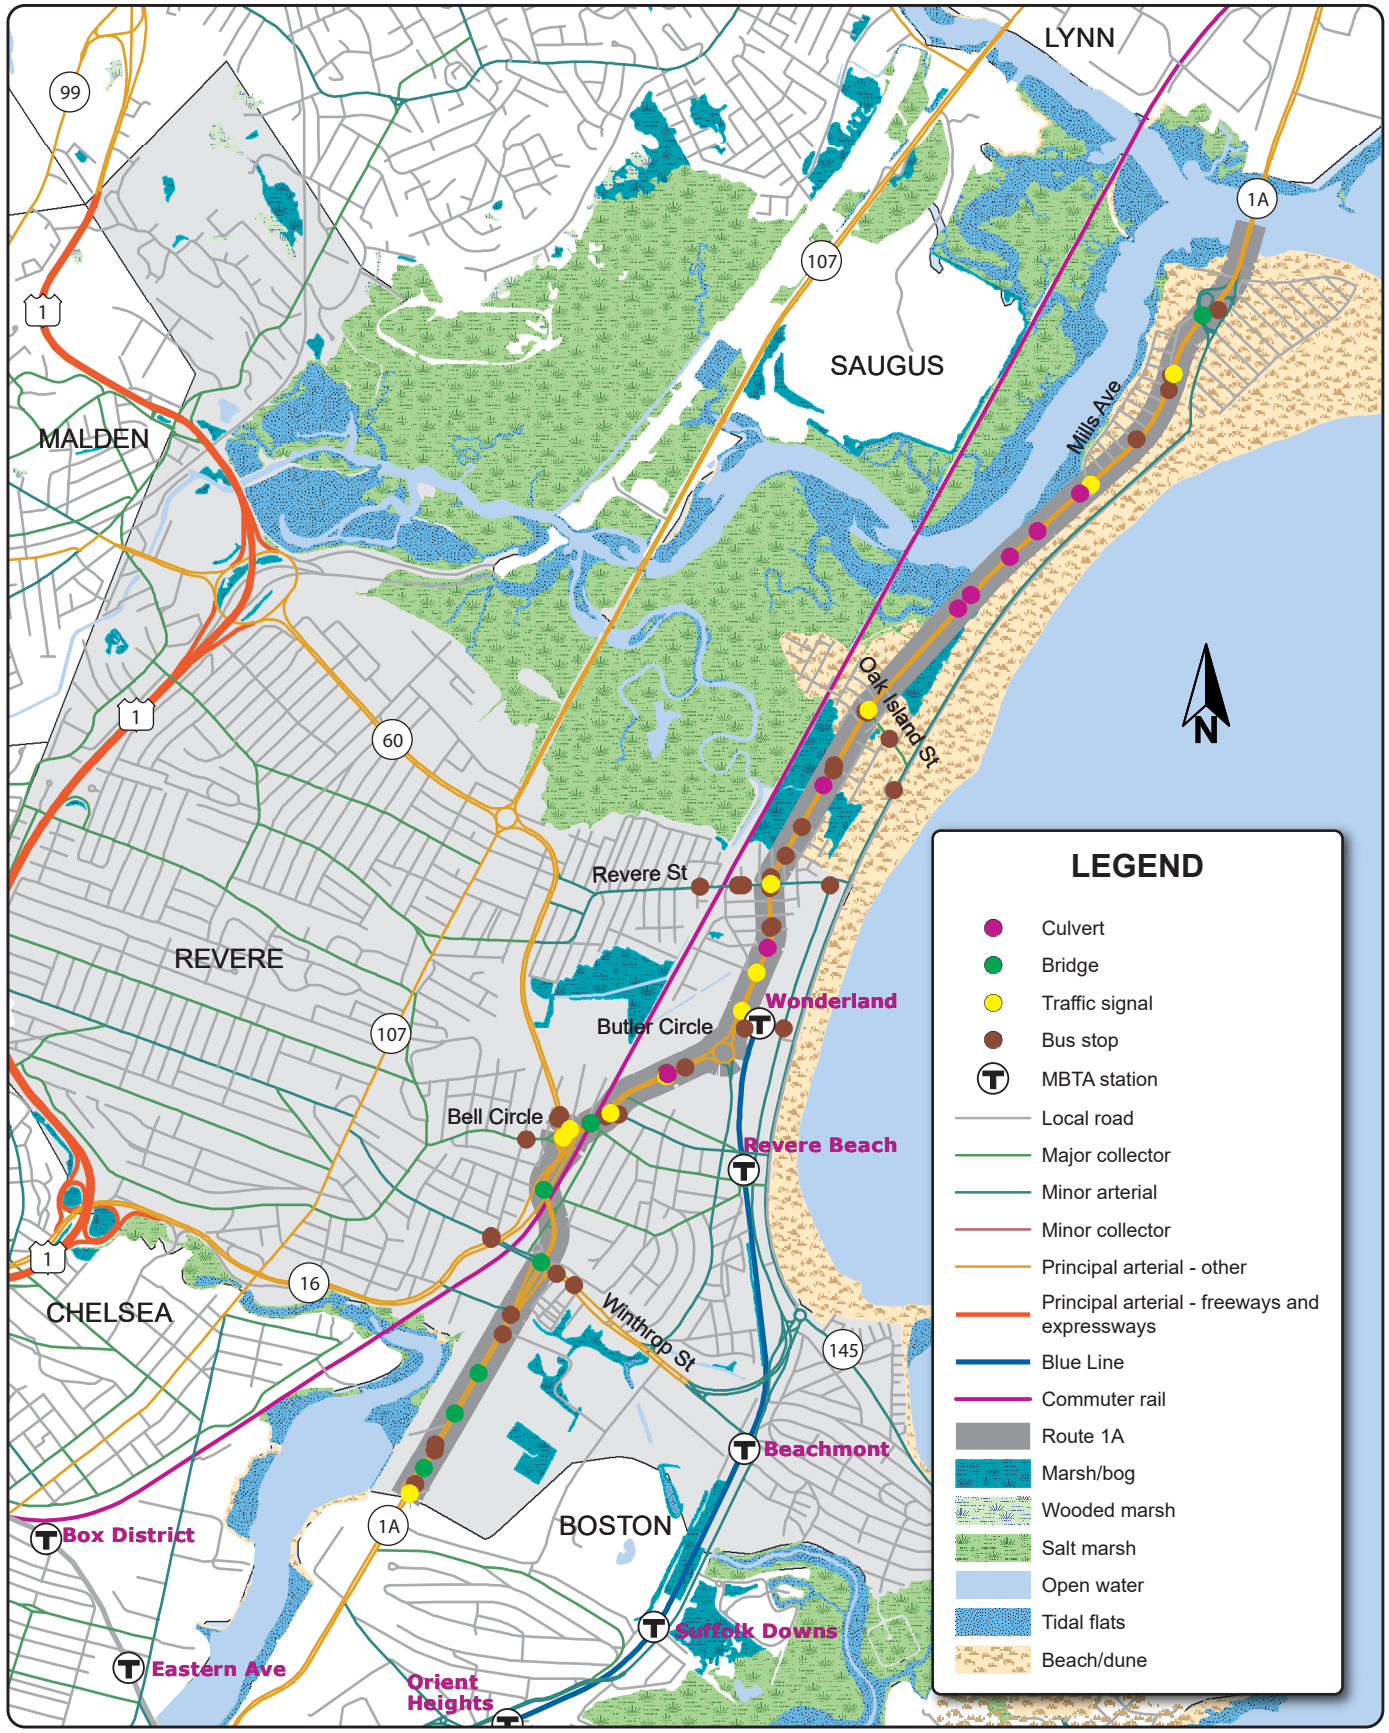 LYNN
99
1A
107
1
SAUGUS
MALDEN
Mills Ave
Oak Island St
1
60
N
Revere St
REVERE
Wonderland
Butler Circle
107
Bell Circle
Revere Beach
1
16
CHELSEA
Winthrop St
145
Beachmont
1A
BOSTON
Box District
Suffolk Downs
Eastern Ave
Orient
Heights
T
T
T
T
T
T
T
LEGEND
Culvert
Bridge
Traffic signal
Bus stop
T
MBTA station
Local road
Major collector
Minor arterial
Minor collector
Principal arterial - other
Principal arterial - freeways and
expressways
Blue Line
Commuter rail
Route 1A
Marsh/bog
Wooded marsh
Salt marsh
Open water
Tidal flats
Beach/dune